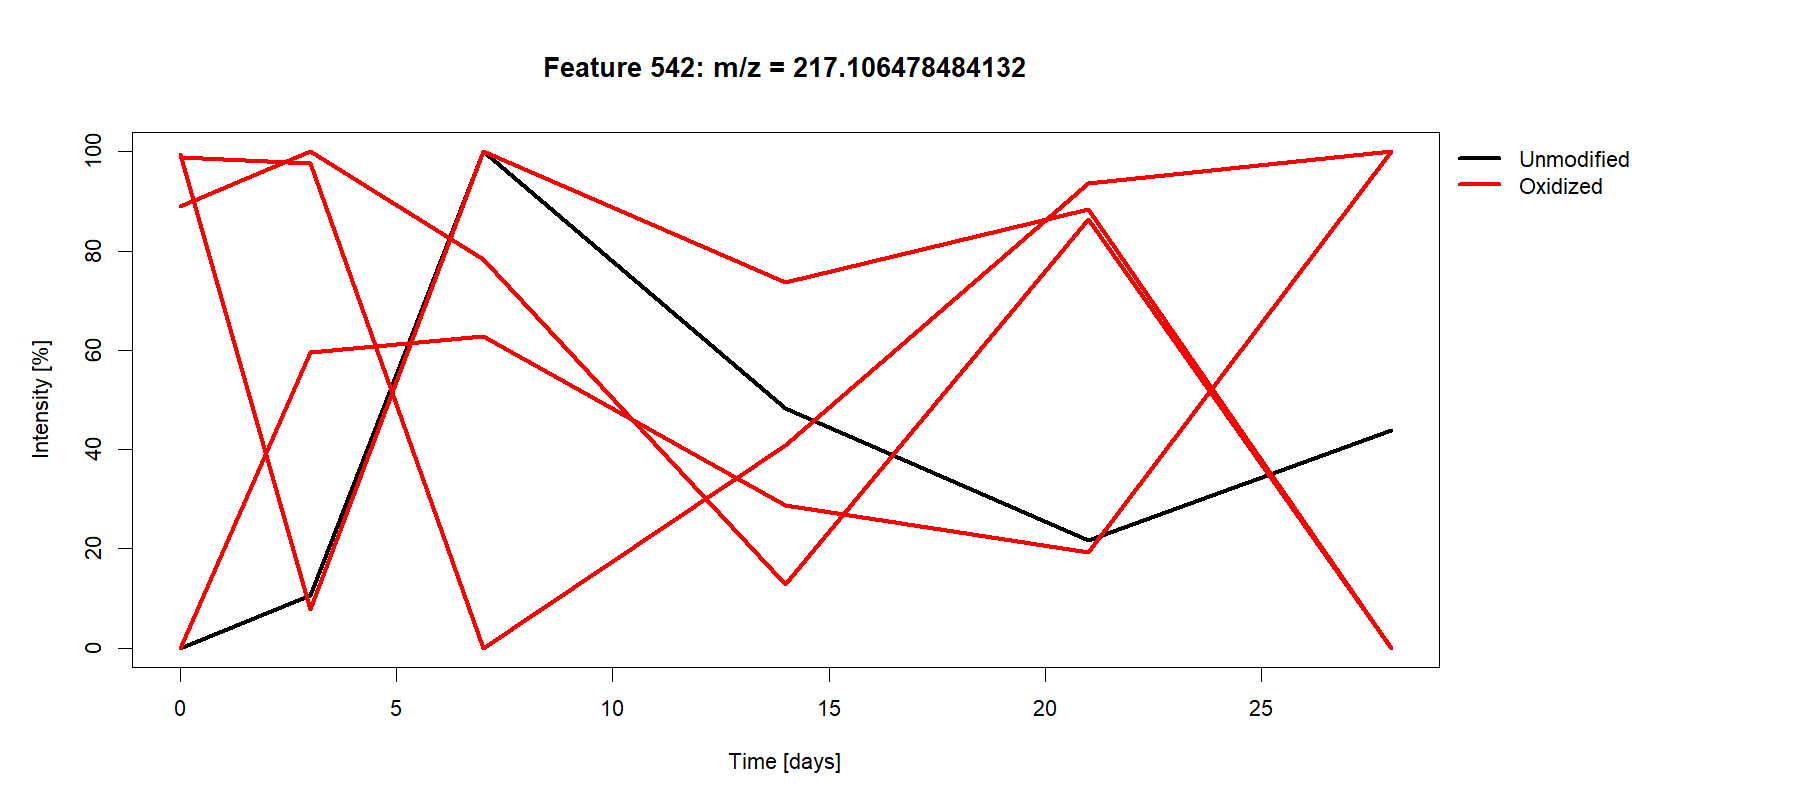 Feature 542: m/z = 217.106478484132
Unmodified
Oxidized
Intensity [%]
100
80
60
40
20
0
0 5 10 15 20 25
Time [days]